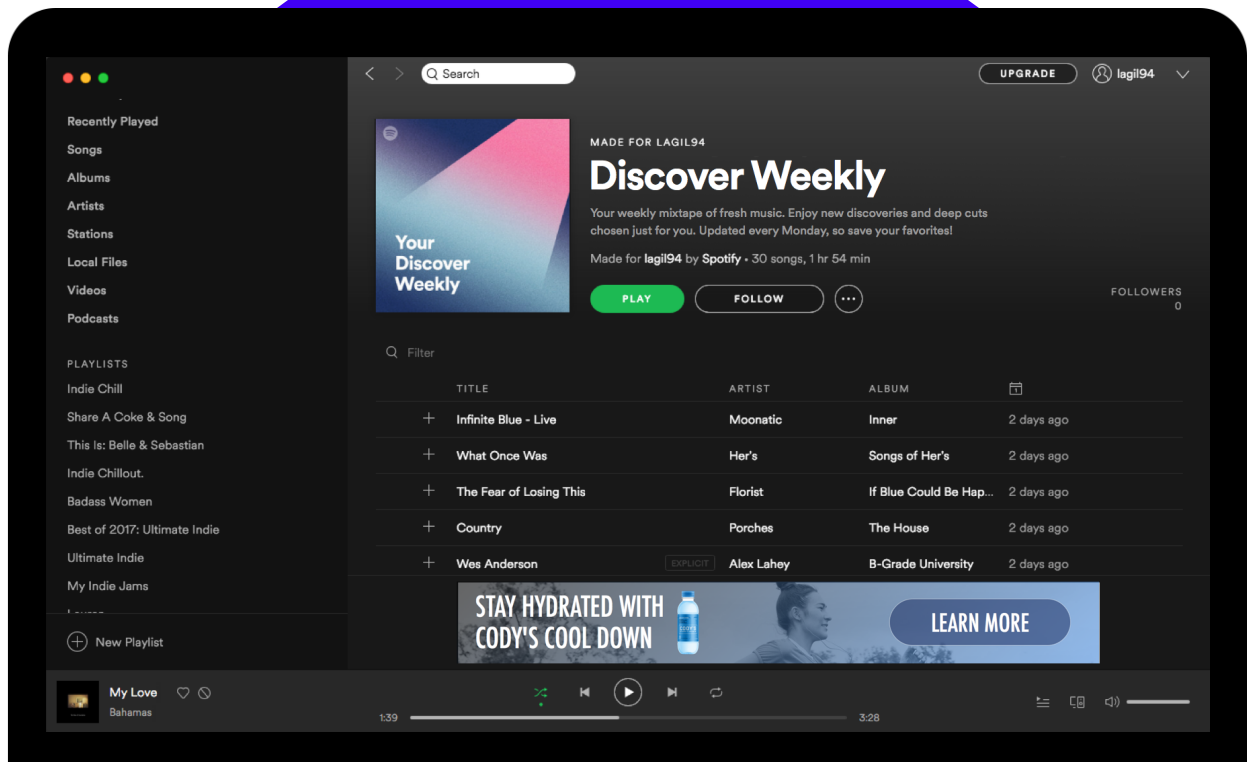 Search
UPGRADE
lagil94
Recently Played
Songs
Albums
Artists
Stations
Local Files
Videos
Podcasts
PLAYLISTS
Indie Chill
Share A Coke & Song
This Is: Belle & Sebastian
Indie Chillout.
Badass Women
Best of 2017: Ultimate Indie
Ultimate Indie
My Indie Jams
New Playlist
Your
Discover
Weekly
MADE FOR LAGIL94
Discover Weekly
Your weekly mixtape of fresh music. Enjoy new discoveries and deep cuts
chosen just for you. Updated every Monday, so save your favorites!
Made for lagil94 by Spotify • 30 songs, 1 hr 54 min
PLAY
FOLLOW
FOLLOWERS
0
Filter
TITLE ARTIST ALBUM
Infinite Blue - Live Moonatic Inner 2 days ago
What Once Was Her's Songs of Her's 2 days ago
The Fear of Losing This Florist If Blue Could Be Hap... 2 days ago
Country Porches The House 2 days ago
Wes Anderson EXPLICIT Alex Lahey B-Grade University 2 days ago
STAY HYDRATED WITH
CODY'S COOL DOWN
LEARN MORE
My Love
Bahamas
1:39
3:28